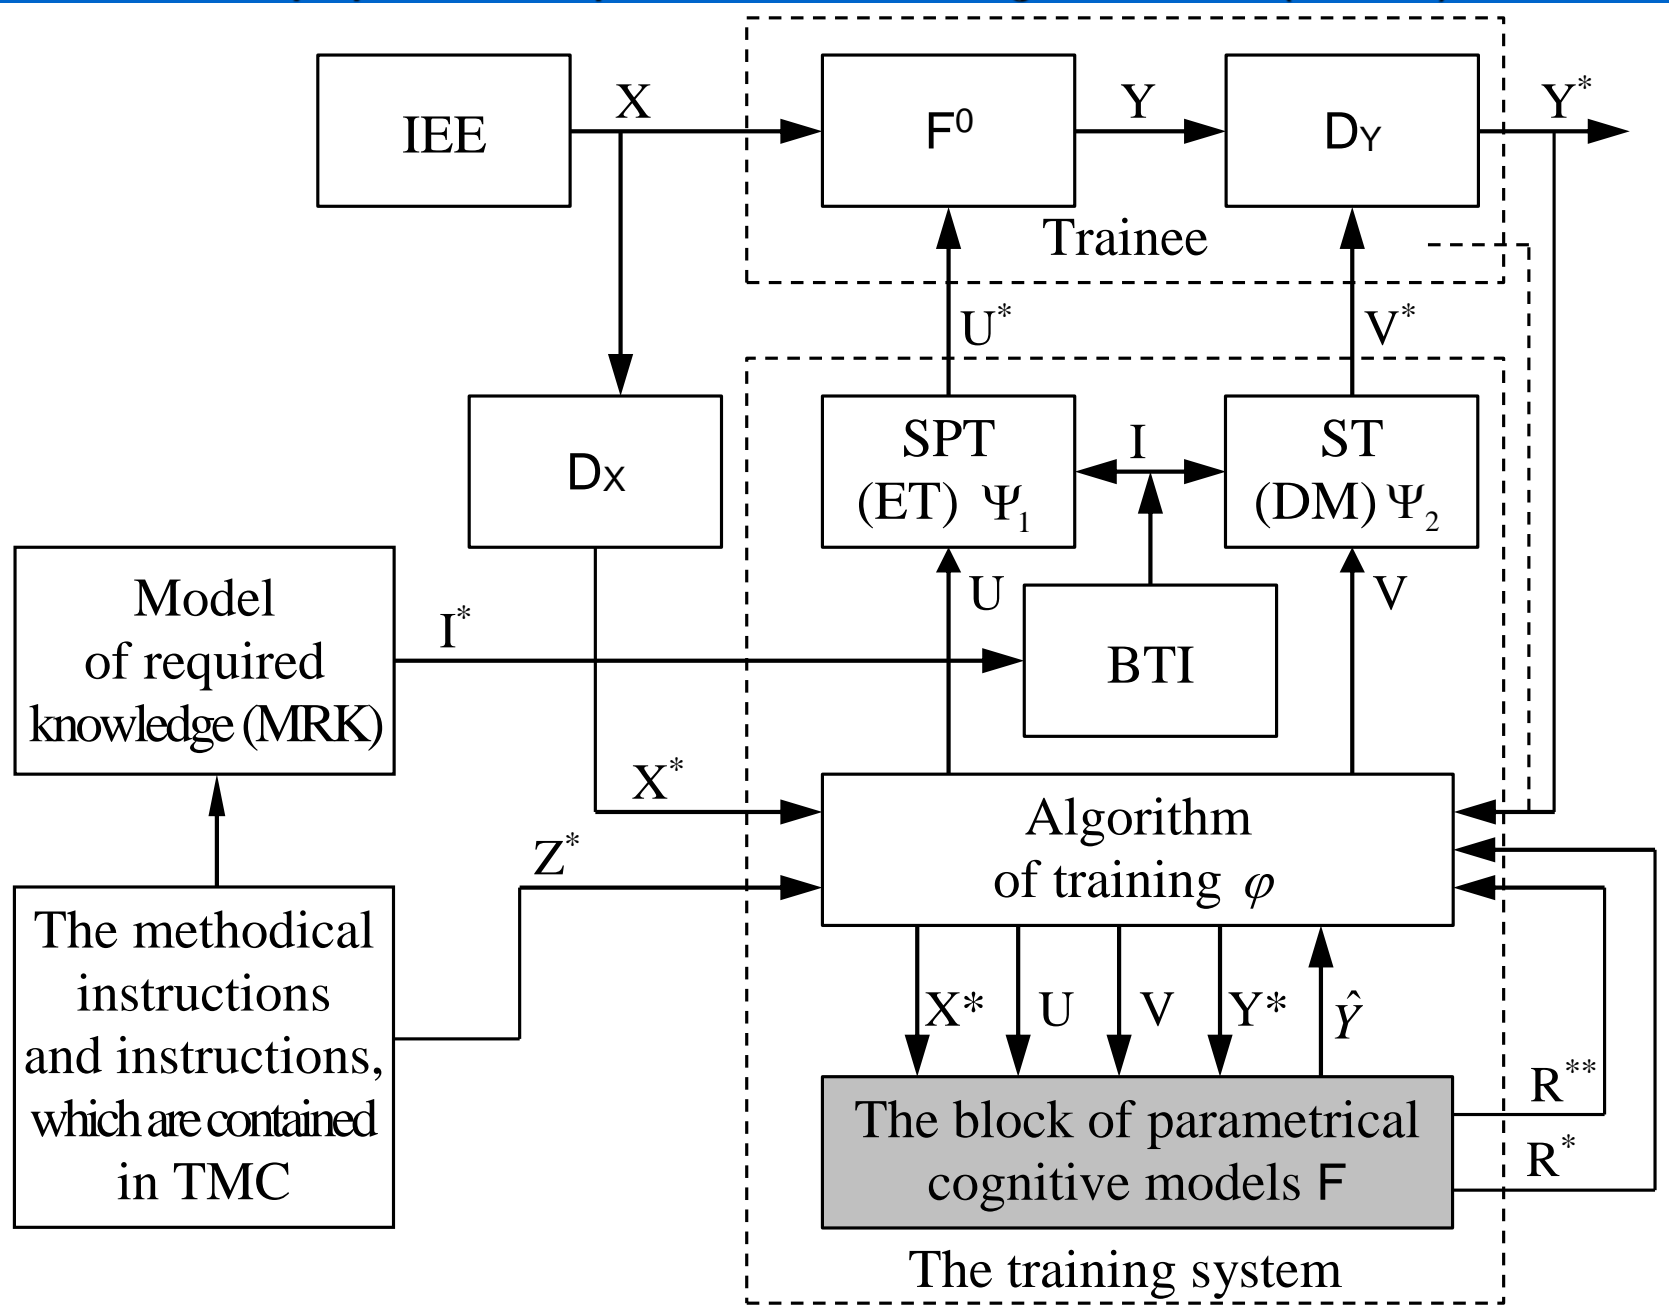 IEE
X
F⁰
Y
DY
Y*
Trainee
U*
V*
DX
SPT
(ET) Ψ₁
I
ST
(DM) Ψ₂
Model
of required
knowledge (MRK)
I*
U
BTI
V
X*
Algorithm
of training φ
Z*
The methodical
instructions
and instructions,
which are contained
in TMC
X*
U
V
Y*
Ŷ
The block of parametrical
cognitive models F
R**
R*
The training system